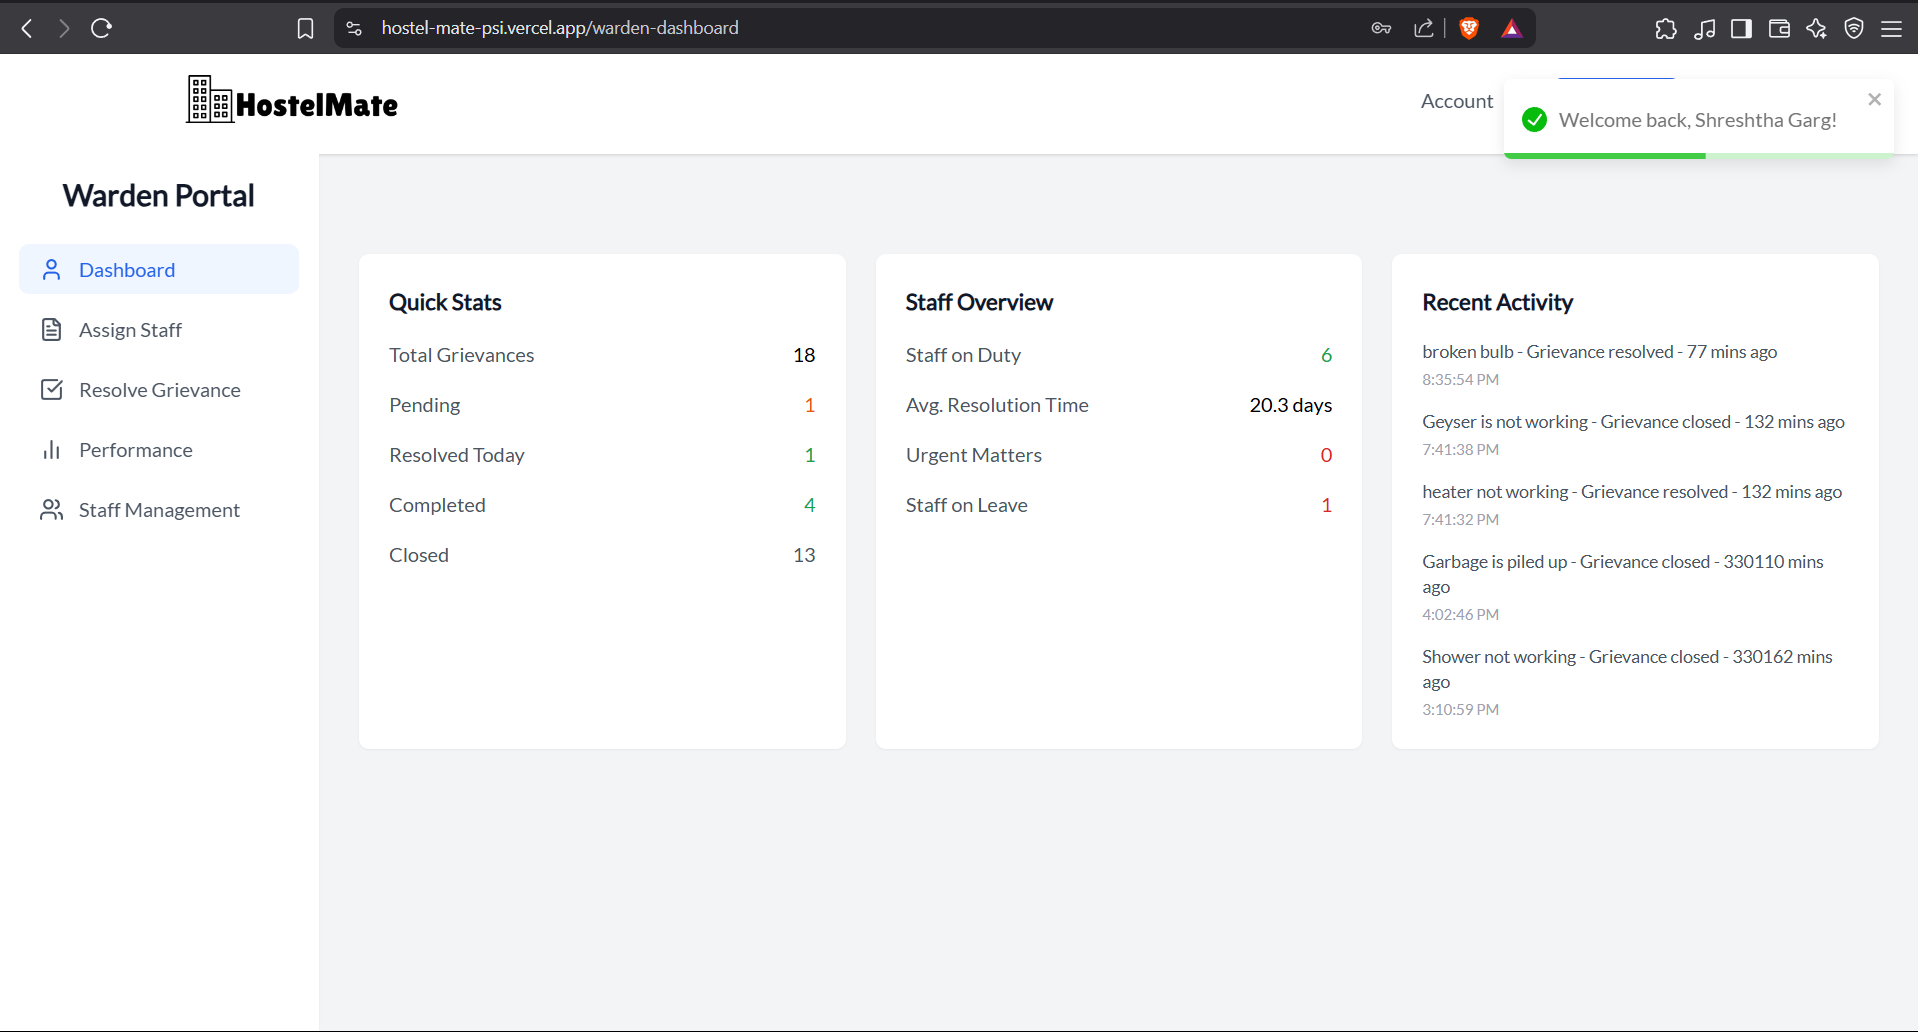 hostel-mate-psi.vercel.app/warden-dashboard
HostelMate
Account
Welcome back, Shreshtha Garg!
Warden Portal
Dashboard
Assign Staff
Resolve Grievance
Performance
Staff Management
Quick Stats
Total Grievances 18
Pending 1
Resolved Today 1
Completed 4
Closed 13
Staff Overview
Staff on Duty 6
Avg. Resolution Time 20.3 days
Urgent Matters 0
Staff on Leave 1
Recent Activity
broken bulb - Grievance resolved - 77 mins ago
8:35:54 PM
Geyser is not working - Grievance closed - 132 mins ago
7:41:38 PM
heater not working - Grievance resolved - 132 mins ago
7:41:32 PM
Garbage is piled up - Grievance closed - 330110 mins
ago
4:02:46 PM
Shower not working - Grievance closed - 330162 mins
ago
3:10:59 PM